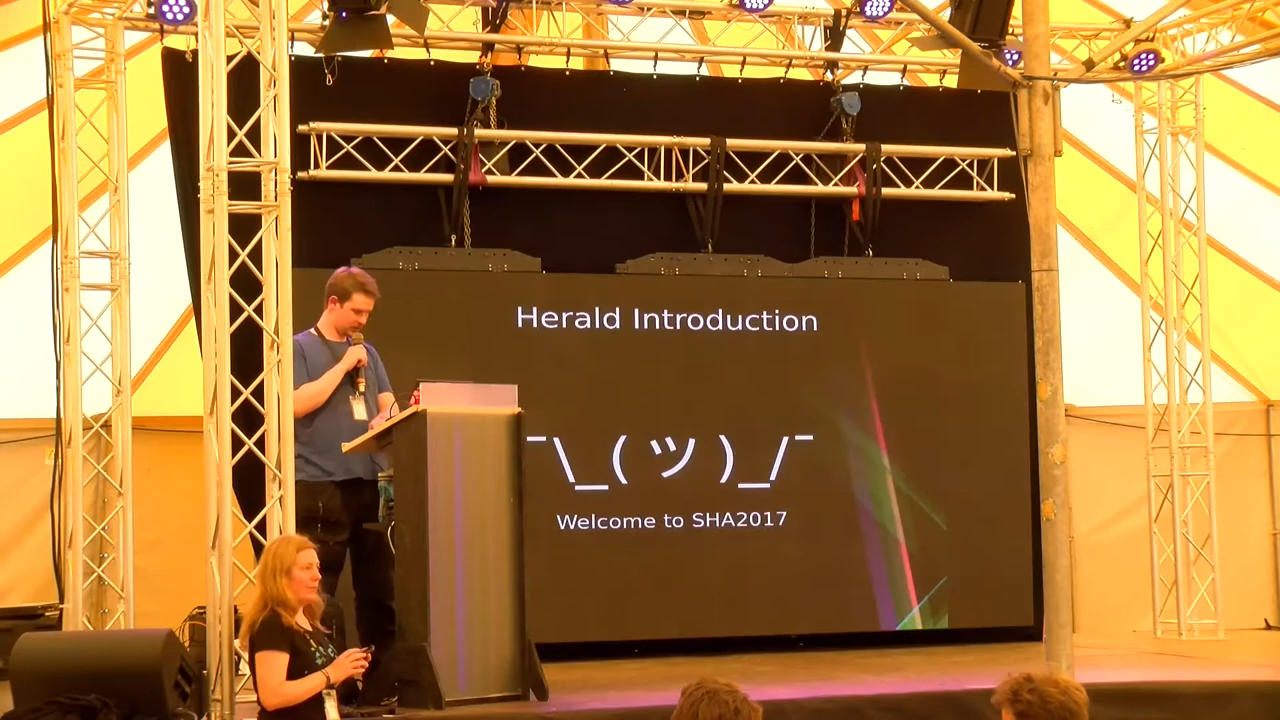 Herald Introduction
¯\_(ツ)_/¯
Welcome to SHA2017